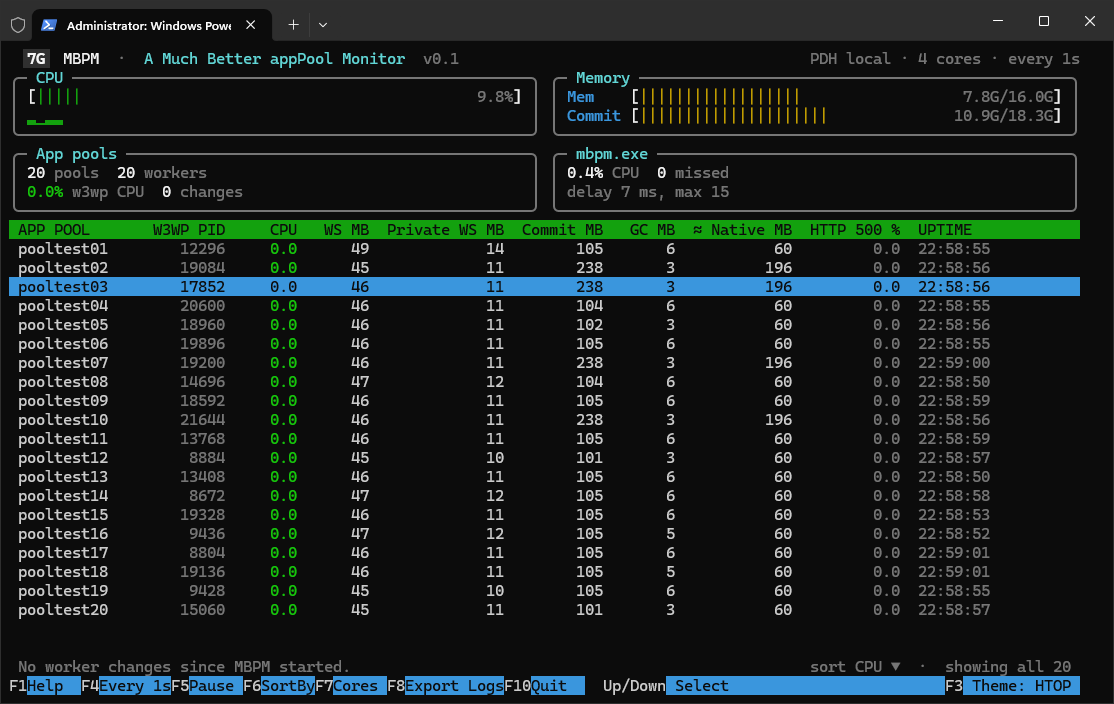 Administrator: Windows Powe
7G MBPM · A Much Better appPool Monitor v0.1 PDH local · 4 cores · every 1s
CPU
[||||| 9.8%]
Memory
Mem [|||||||||||||||||| 7.8G/16.0G]
Commit [||||||||||||||||||||| 10.9G/18.3G]
App pools
20 pools 20 workers
0.0% w3wp CPU 0 changes
mbpm.exe
0.4% CPU 0 missed
delay 7 ms, max 15
APP POOL W3WP PID CPU WS MB Private WS MB Commit MB GC MB ≈ Native MB HTTP 500 % UPTIME
pooltest01 12296 0.0 49 14 105 6 60 0.0 22:58:55
pooltest02 19084 0.0 45 11 238 3 196 0.0 22:58:56
pooltest03 17852 0.0 46 11 238 3 196 0.0 22:58:56
pooltest04 20600 0.0 46 11 104 6 60 0.0 22:58:55
pooltest05 18960 0.0 46 11 102 3 60 0.0 22:58:56
pooltest06 19896 0.0 46 11 105 6 60 0.0 22:58:55
pooltest07 19200 0.0 46 11 238 3 196 0.0 22:59:00
pooltest08 14696 0.0 47 12 104 6 60 0.0 22:58:50
pooltest09 18592 0.0 46 11 105 6 60 0.0 22:58:59
pooltest10 21644 0.0 46 11 238 3 196 0.0 22:58:56
pooltest11 13768 0.0 46 11 105 6 60 0.0 22:58:59
pooltest12 8884 0.0 45 10 101 3 60 0.0 22:58:57
pooltest13 13408 0.0 46 11 105 6 60 0.0 22:58:50
pooltest14 8672 0.0 47 12 105 6 60 0.0 22:58:58
pooltest15 19328 0.0 46 11 105 6 60 0.0 22:58:53
pooltest16 9436 0.0 47 12 105 5 60 0.0 22:58:52
pooltest17 8804 0.0 46 11 105 6 60 0.0 22:59:01
pooltest18 19136 0.0 46 11 105 5 60 0.0 22:59:01
pooltest19 9428 0.0 45 10 105 6 60 0.0 22:58:55
pooltest20 15060 0.0 45 11 101 3 60 0.0 22:58:57
No worker changes since MBPM started. sort CPU ▼ · showing all 20
F1Help F4Every 1sF5Pause F6SortByF7Cores F8Export LogsF10Quit Up/Down Select F3 Theme: HTOP